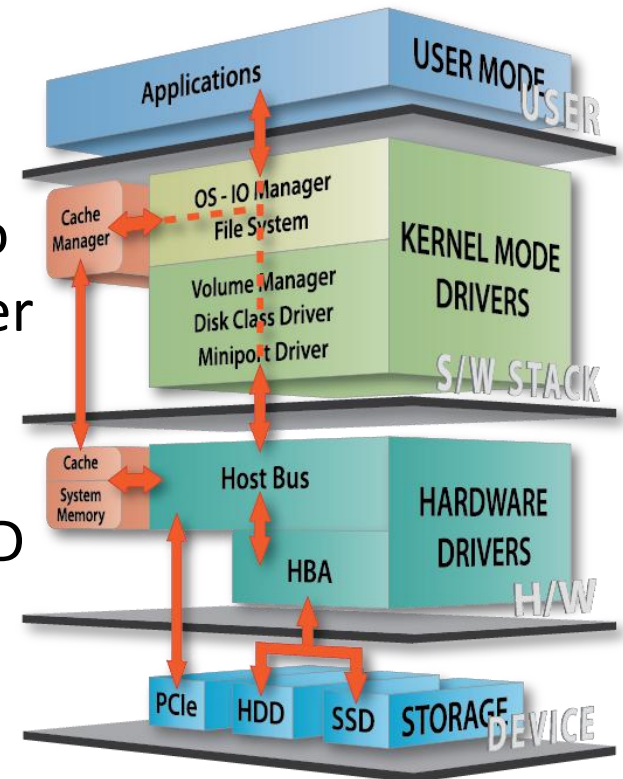 Applications
USER MODE
USER
Cache
Manager
OS - IO Manager
File System
Volume Manager
Disk Class Driver
Miniport Driver
KERNEL MODE
DRIVERS
S/W STACK
o
er
D
Cache
System
Memory
Host Bus
HBA
HARDWARE
DRIVERS
H/W
PCIe
HDD
SSD
STORAGE
DEVICE